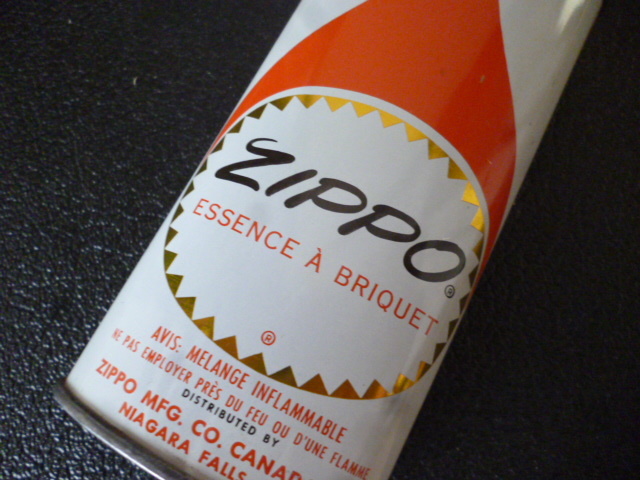 ZIPPO®
ESSENCE À BRIQUET
®
AVIS: MELANGE INFLAMMABLE
NE PAS EMPLOYER PRÈS DU FEU OU D'UNE FLAMME
DISTRIBUTED BY
ZIPPO MFG. CO. CANAD
NIAGARA FALLS